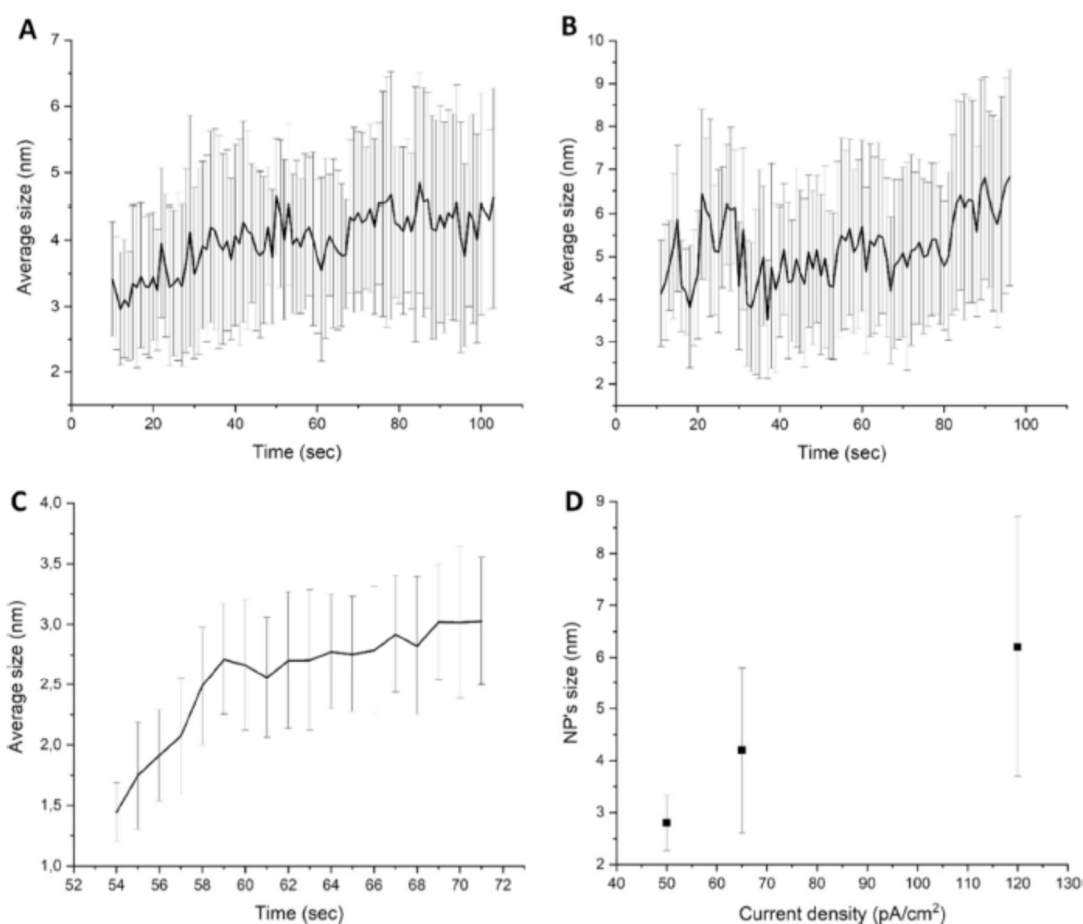 A
7
6
5
4
3
2
Average size (nm)
0 20 40 60 80 100
Time (sec)
B
10
9
8
7
6
5
4
3
2
1
Average size (nm)
0 20 40 60 80 100
Time (sec)
C
4,0
3,5
3,0
2,5
2,0
1,5
1,0
Average size (nm)
52 54 56 58 60 62 64 66 68 70 72
Time (sec)
D
9
8
7
6
5
4
3
2
NP's size (nm)
40 50 60 70 80 90 100 110 120 130
Current density (pA/cm²)